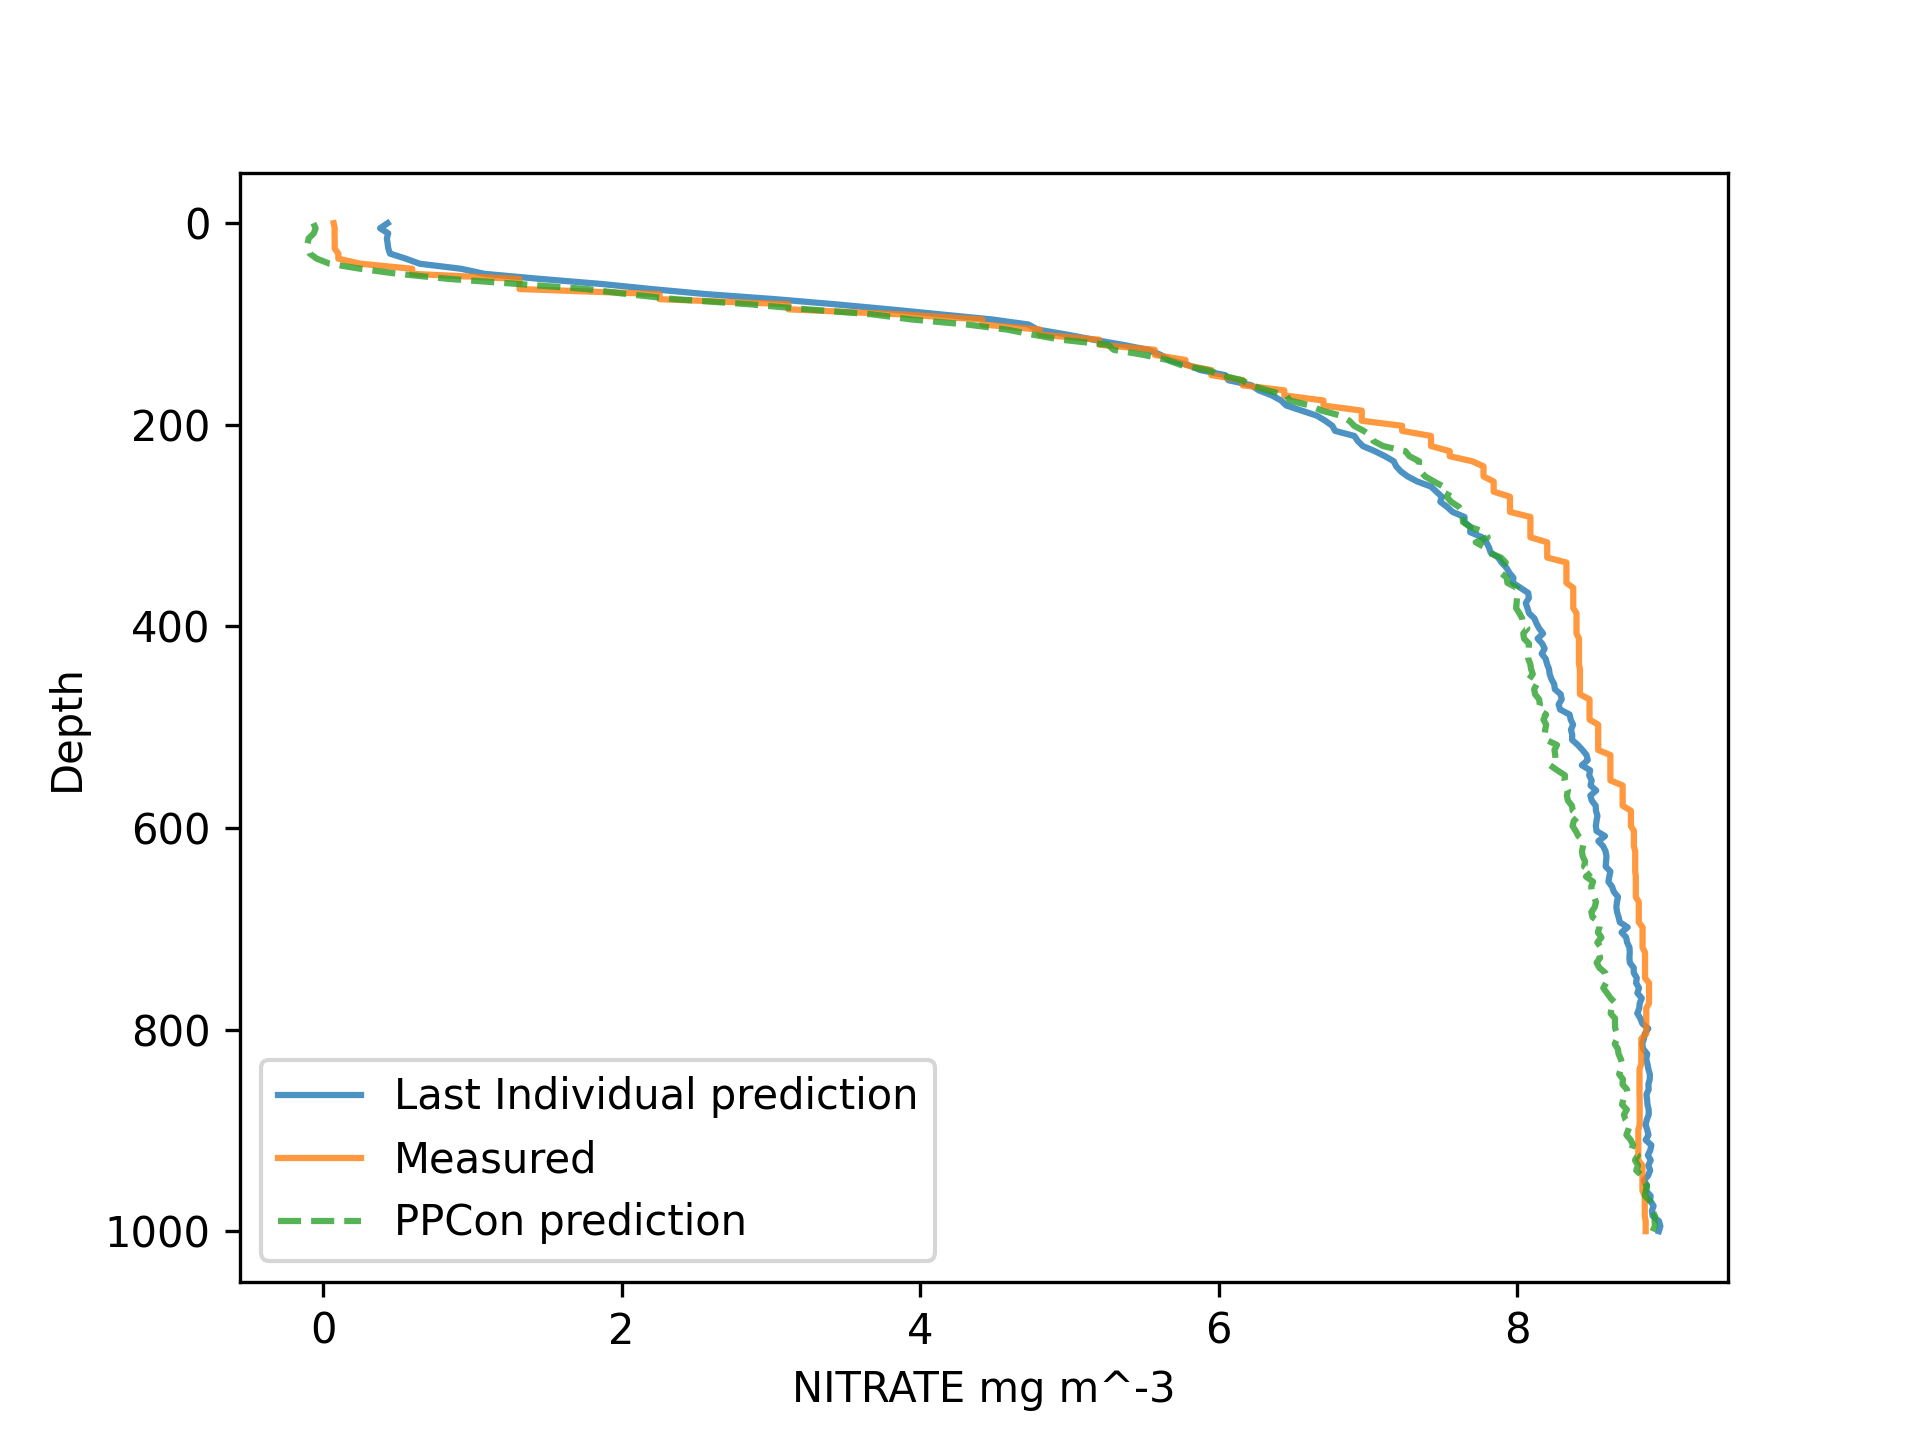 0
200
400
600
800
1000
Depth
Last Individual prediction
Measured
PPCon prediction
0 2 4 6 8
NITRATE mg m^-3